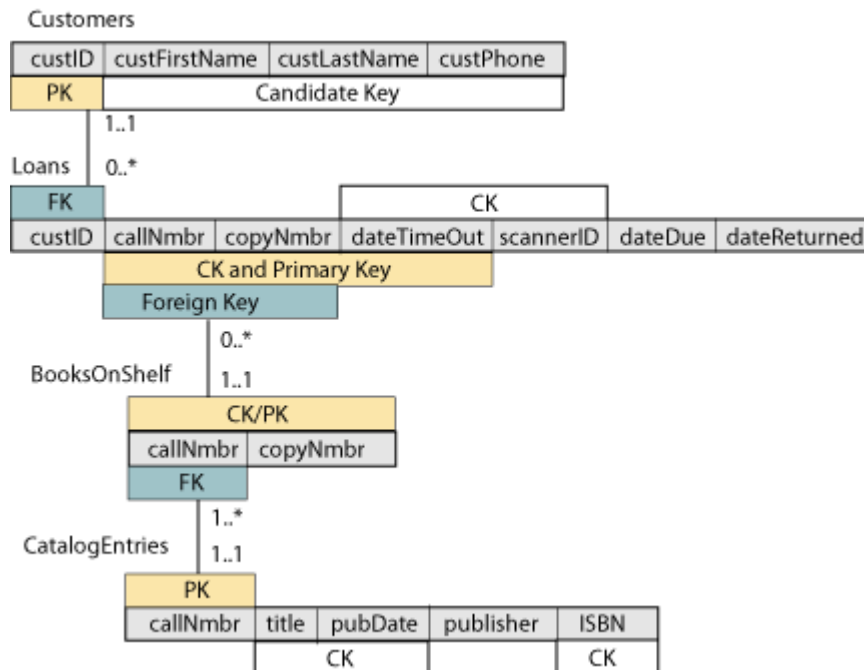 Customers
custID custFirstName custLastName custPhone
PK Candidate Key
1..1
Loans 0..*
FK CK
custID callNmbr copyNmbr dateTimeOut scannerID dateDue dateReturned
CK and Primary Key
Foreign Key
0..*
BooksOnShelf 1..1
CK/PK
callNmbr copyNmbr
FK
1..*
CatalogEntries 1..1
PK
callNmbr title pubDate publisher ISBN
CK CK